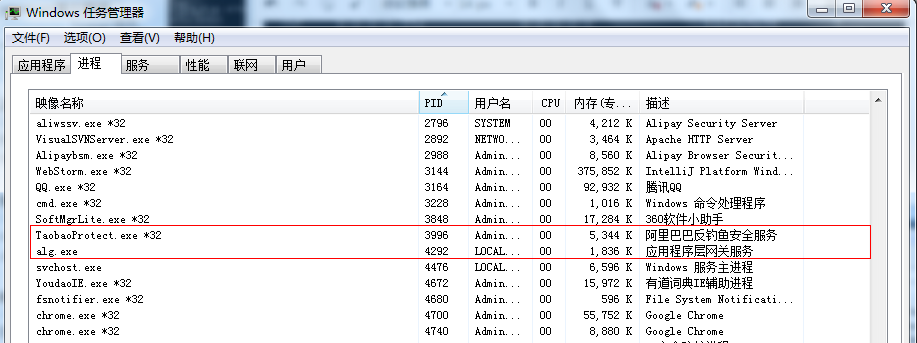 Windows 任务管理器
文件(F) 选项(O) 查看(V) 帮助(H)
应用程序 进程 服务 性能 联网 用户
映像名称 PID 用户名 CPU 内存(专... 描述
aliwssv.exe *32 2796 SYSTEM 00 4,212 K Alipay Security Server
VisualSVNServer.exe *32 2892 NETWO... 00 3,464 K Apache HTTP Server
Alipaybsm.exe *32 2988 Admin... 00 8,560 K Alipay Browser Securit...
WebStorm.exe *32 3144 Admin... 00 375,852 K IntelliJ Platform Wind...
QQ.exe *32 3164 Admin... 00 92,932 K 腾讯QQ
cmd.exe *32 3228 Admin... 00 1,016 K Windows 命令处理程序
SoftMgrLite.exe *32 3848 Admin... 00 17,284 K 360软件小助手
TaobaoProtect.exe *32 3996 Admin... 00 5,344 K 阿里巴巴反钓鱼安全服务
alg.exe 4292 LOCAL... 00 1,836 K 应用程序层网关服务
svchost.exe 4476 LOCAL... 00 6,596 K Windows 服务主进程
YoudaoIE.exe *32 4672 Admin... 00 15,972 K 有道词典IE辅助进程
fsnotifier.exe *32 4680 Admin... 00 596 K File System Notificati...
chrome.exe *32 4700 Admin... 00 55,752 K Google Chrome
chrome.exe *32 4740 Admin... 00 8,880 K Google Chrome